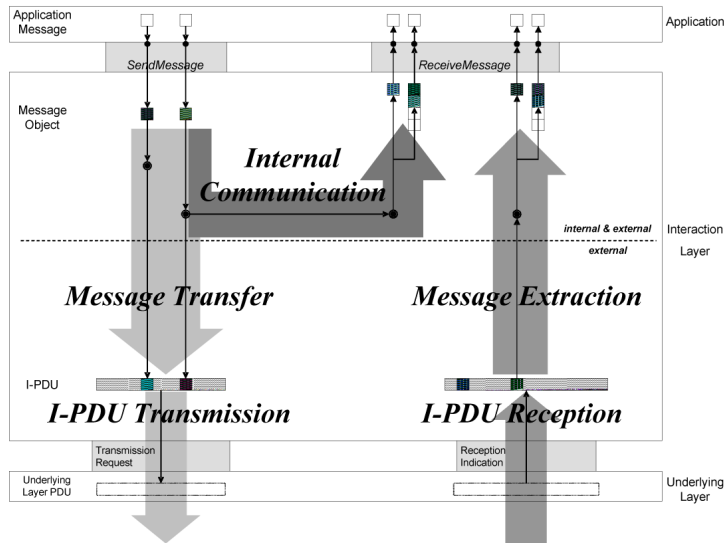 Application
Message
Application
SendMessage
ReceiveMessage
Message
Object
Internal
Communication
internal & external
external
Interaction
Layer
Message Transfer
Message Extraction
I-PDU
I-PDU Transmission
I-PDU Reception
Transmission
Request
Reception
Indication
Underlying
Layer PDU
Underlying
Layer